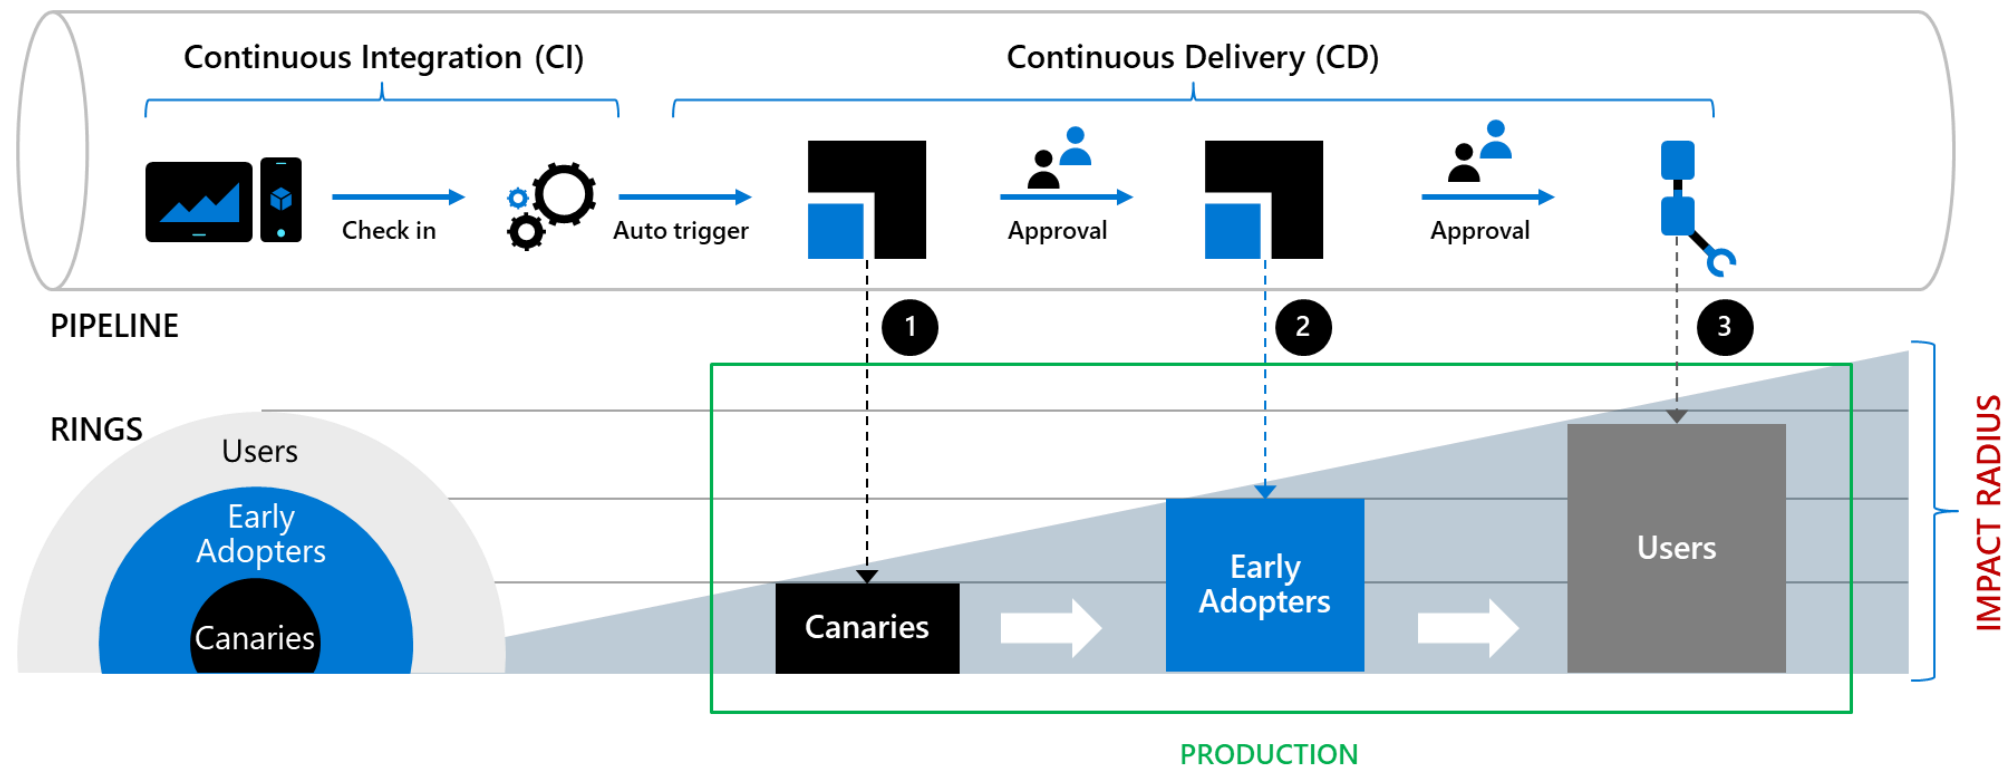 Continuous Integration (CI)
Continuous Delivery (CD)
Check in
Auto trigger
Approval
Approval
PIPELINE
1
2
3
RINGS
Users
Early
Adopters
Canaries
Canaries
Early
Adopters
Users
IMPACT RADIUS
PRODUCTION